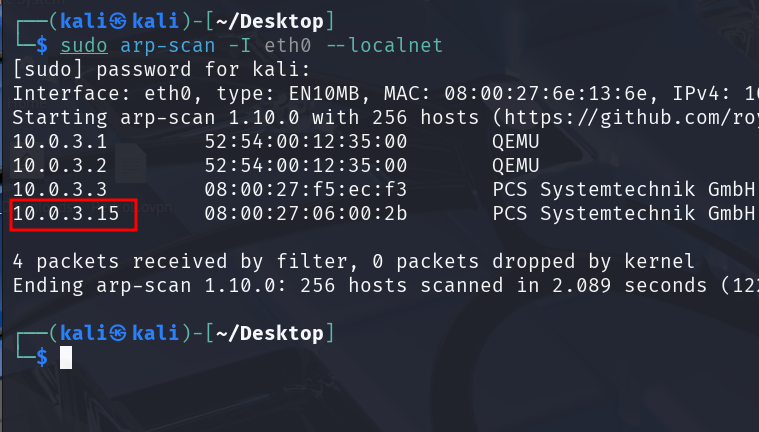 ┌──(kali㉿kali)-[~/Desktop]
└─$ sudo arp-scan -I eth0 --localnet
[sudo] password for kali:
Interface: eth0, type: EN10MB, MAC: 08:00:27:6e:13:6e, IPv4: 10
Starting arp-scan 1.10.0 with 256 hosts (https://github.com/roy
10.0.3.1 52:54:00:12:35:00 QEMU
10.0.3.2 52:54:00:12:35:00 QEMU
10.0.3.3 08:00:27:f5:ec:f3 PCS Systemtechnik GmbH
10.0.3.15 08:00:27:06:00:2b PCS Systemtechnik GmbH

4 packets received by filter, 0 packets dropped by kernel
Ending arp-scan 1.10.0: 256 hosts scanned in 2.089 seconds (122

┌──(kali㉿kali)-[~/Desktop]
└─$